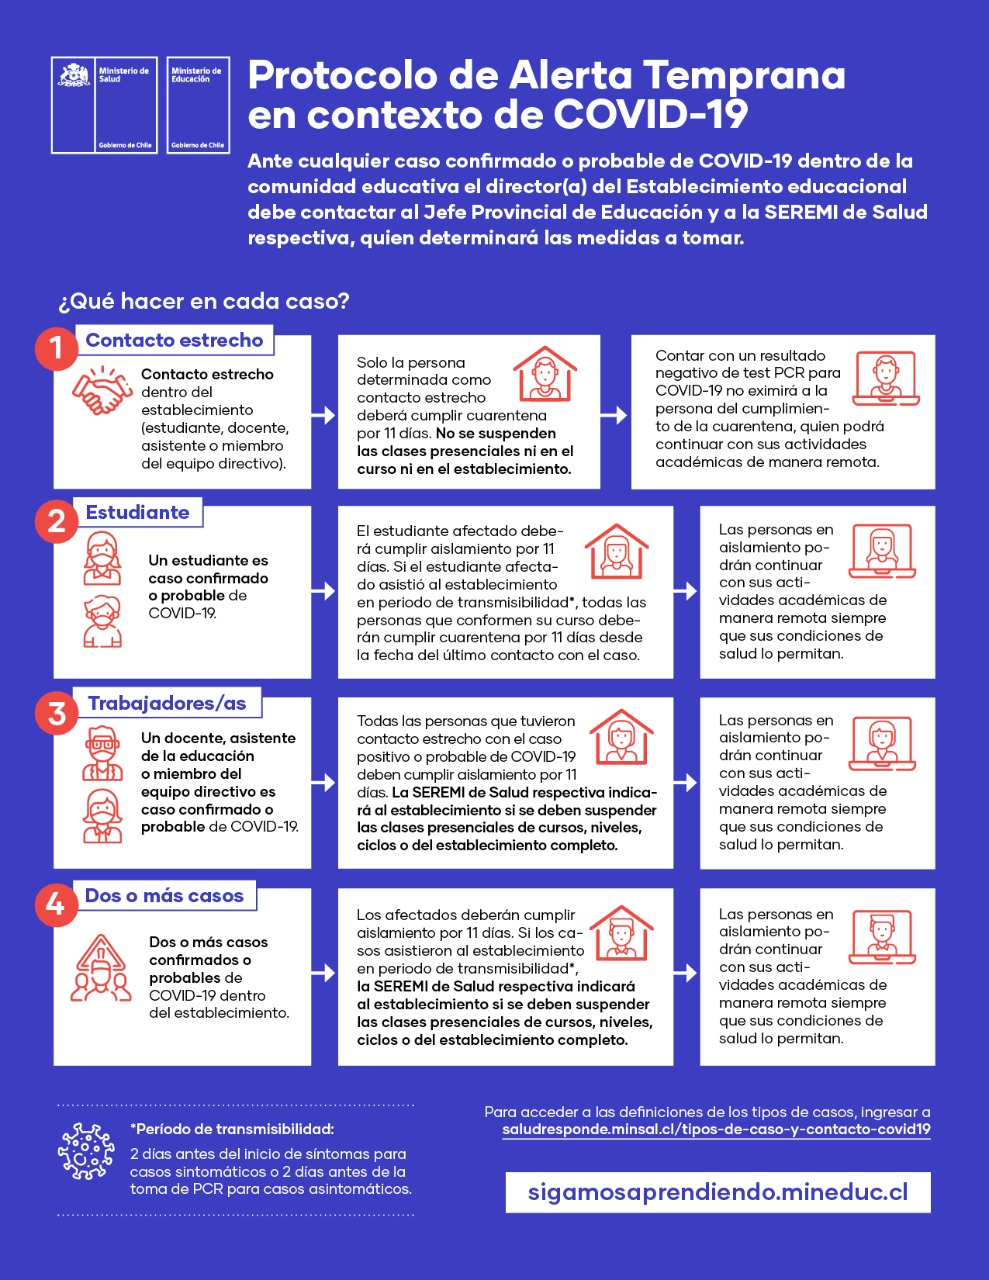 Ministerio de
Salud
Gobierno de Chile
Ministerio de
Educación
Gobierno de Chile
Protocolo de Alerta Temprana
en contexto de COVID-19
Ante cualquier caso confirmado o probable de COVID-19 dentro de la
comunidad educativa el director(a) del Establecimiento educacional
debe contactar al Jefe Provincial de Educación y a la SEREMI de Salud
respectiva, quien determinará las medidas a tomar.
¿Qué hacer en cada caso?
1
Contacto estrecho
Contacto estrecho
dentro del
establecimiento
(estudiante, docente,
asistente o miembro
del equipo directivo).
Solo la persona
determinada como
contacto estrecho
deberá cumplir cuarentena
por 11 días. No se suspenden
las clases presenciales ni en el
curso ni en el establecimiento.
Contar con un resultado
negativo de test PCR para
COVID-19 no eximirá a la
persona del cumplimien-
to de la cuarentena, quien podrá
continuar con sus actividades
académicas de manera remota.
2
Estudiante
Un estudiante es
caso confirmado
o probable de
COVID-19.
El estudiante afectado debe-
rá cumplir aislamiento por 11
días. Si el estudiante afecta-
do asistió al establecimiento
en periodo de transmisibilidad*, todas las
personas que conformen su curso debe-
rán cumplir cuarentena por 11 días desde
la fecha del último contacto con el caso.
Las personas en
aislamiento po-
drán continuar
con sus acti-
vidades académicas de
manera remota siempre
que sus condiciones de
salud lo permitan.
3
Trabajadores/as
Un docente, asistente
de la educación
o miembro del
equipo directivo es
caso confirmado o
probable de COVID-19.
Todas las personas que tuvieron
contacto estrecho con el caso
positivo o probable de COVID-19
deben cumplir aislamiento por 11
días. La SEREMI de Salud respectiva indica-
rá al establecimiento si se deben suspender
las clases presenciales de cursos, niveles,
ciclos o del establecimiento completo.
Las personas en
aislamiento po-
drán continuar
con sus acti-
vidades académicas de
manera remota siempre
que sus condiciones de
salud lo permitan.
4
Dos o más casos
Dos o más casos
confirmados o
probables de
COVID-19 dentro
del establecimiento.
Los afectados deberán cumplir
aislamiento por 11 días. Si los ca-
sos asistieron al establecimiento
en periodo de transmisibilidad*,
la SEREMI de Salud respectiva indicará
al establecimiento si se deben suspender
las clases presenciales de cursos, niveles,
ciclos o del establecimiento completo.
Las personas en
aislamiento po-
drán continuar
con sus acti-
vidades académicas de
manera remota siempre
que sus condiciones de
salud lo permitan.
*Período de transmisibilidad:
2 días antes del inicio de síntomas para
casos sintomáticos o 2 días antes de la
toma de PCR para casos asintomáticos.
Para acceder a las definiciones de los tipos de casos, ingresar a
saludresponde.minsal.cl/tipos-de-caso-y-contacto-covid19
sigamosaprendiendo.mineduc.cl